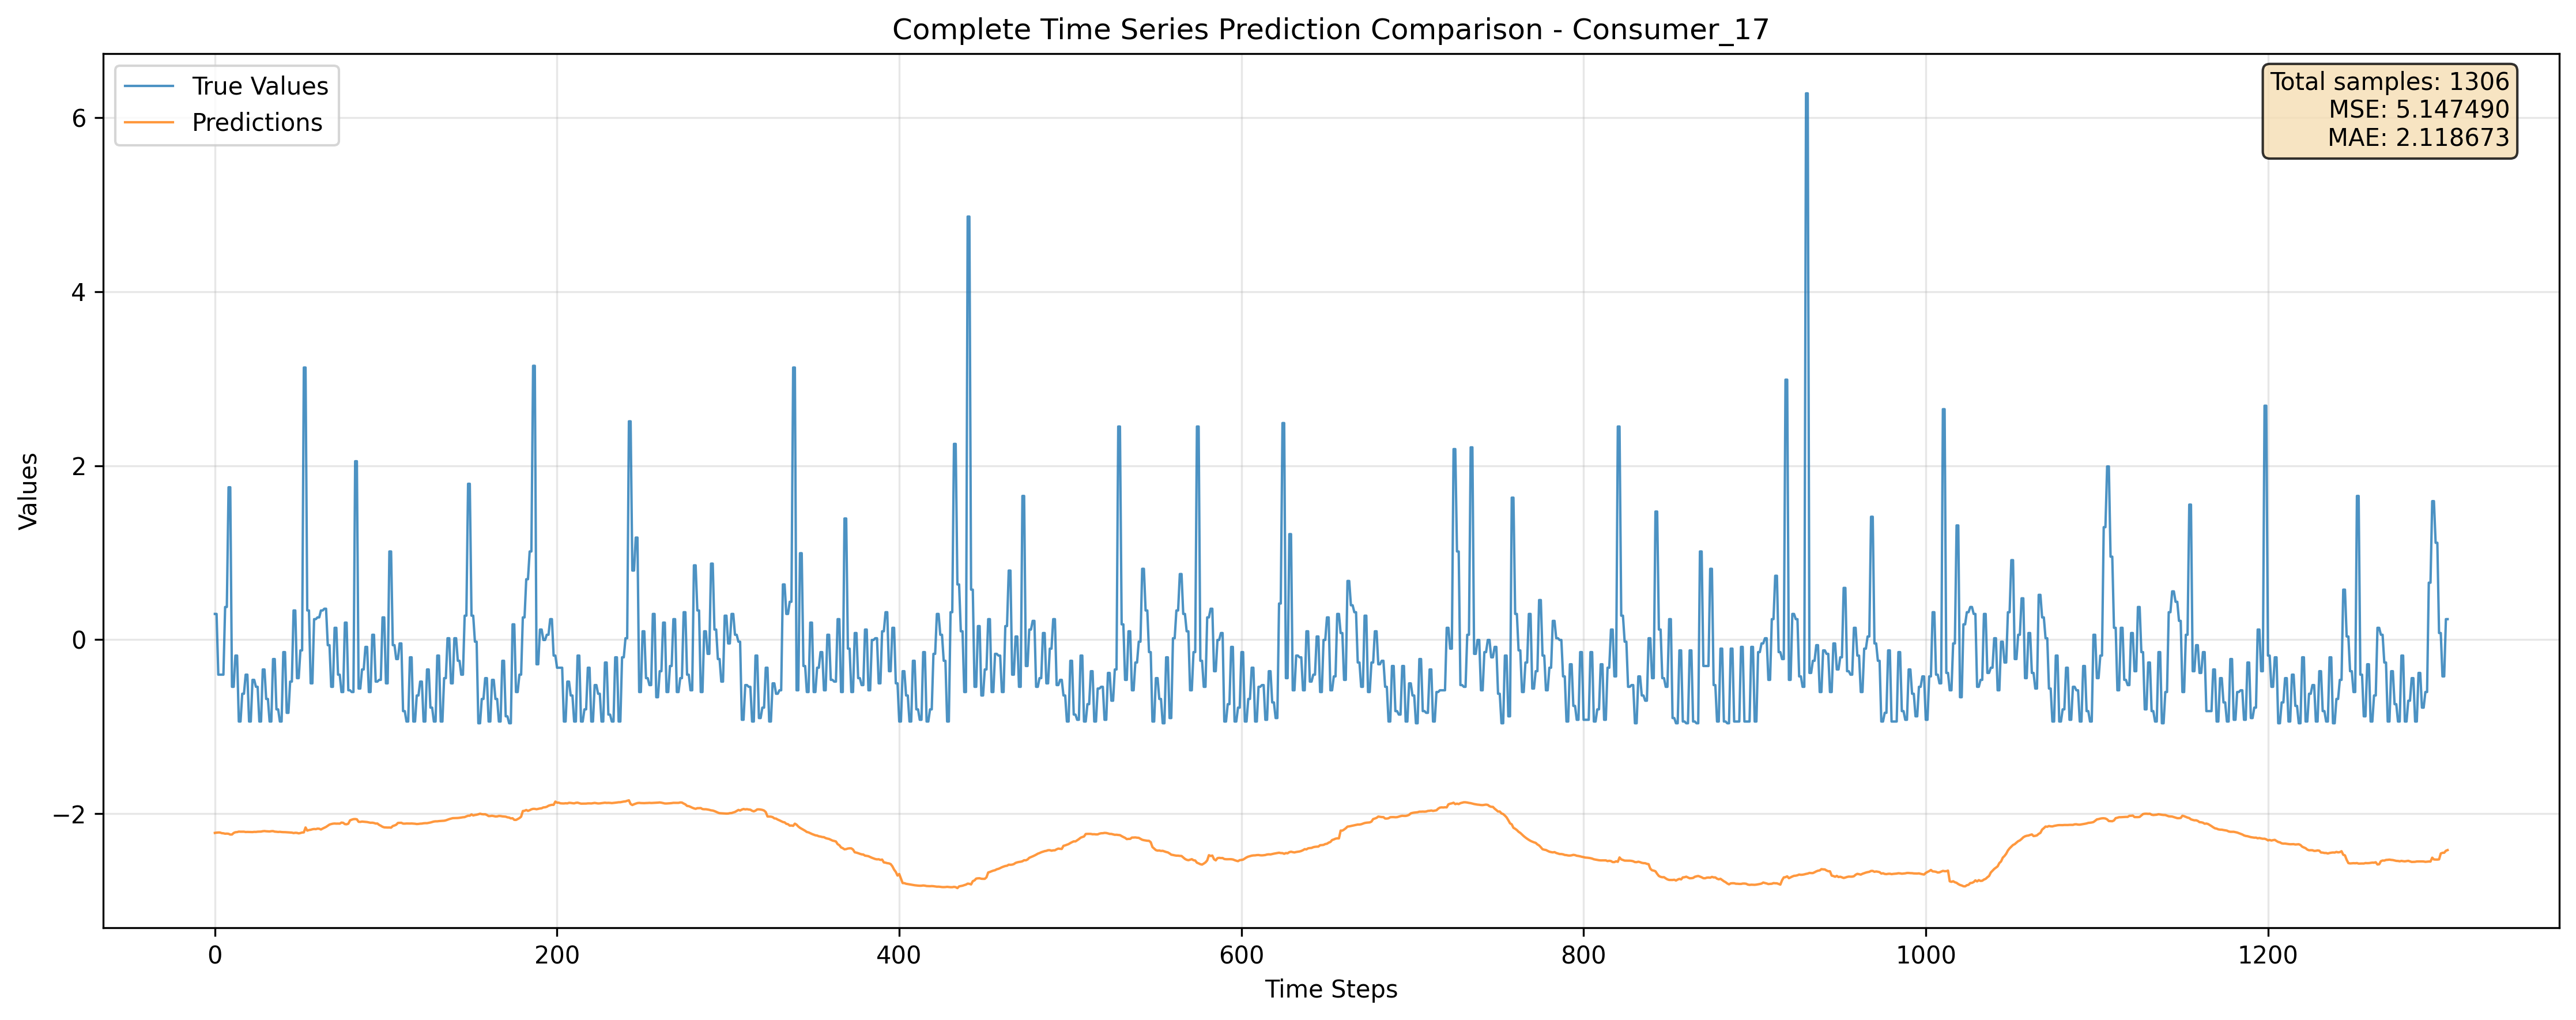 Complete Time Series Prediction Comparison - Consumer_17
True Values
Predictions
Total samples: 1306
MSE: 5.147490
MAE: 2.118673
Values
6
4
2
0
−2
0 200 400 600 800 1000 1200
Time Steps